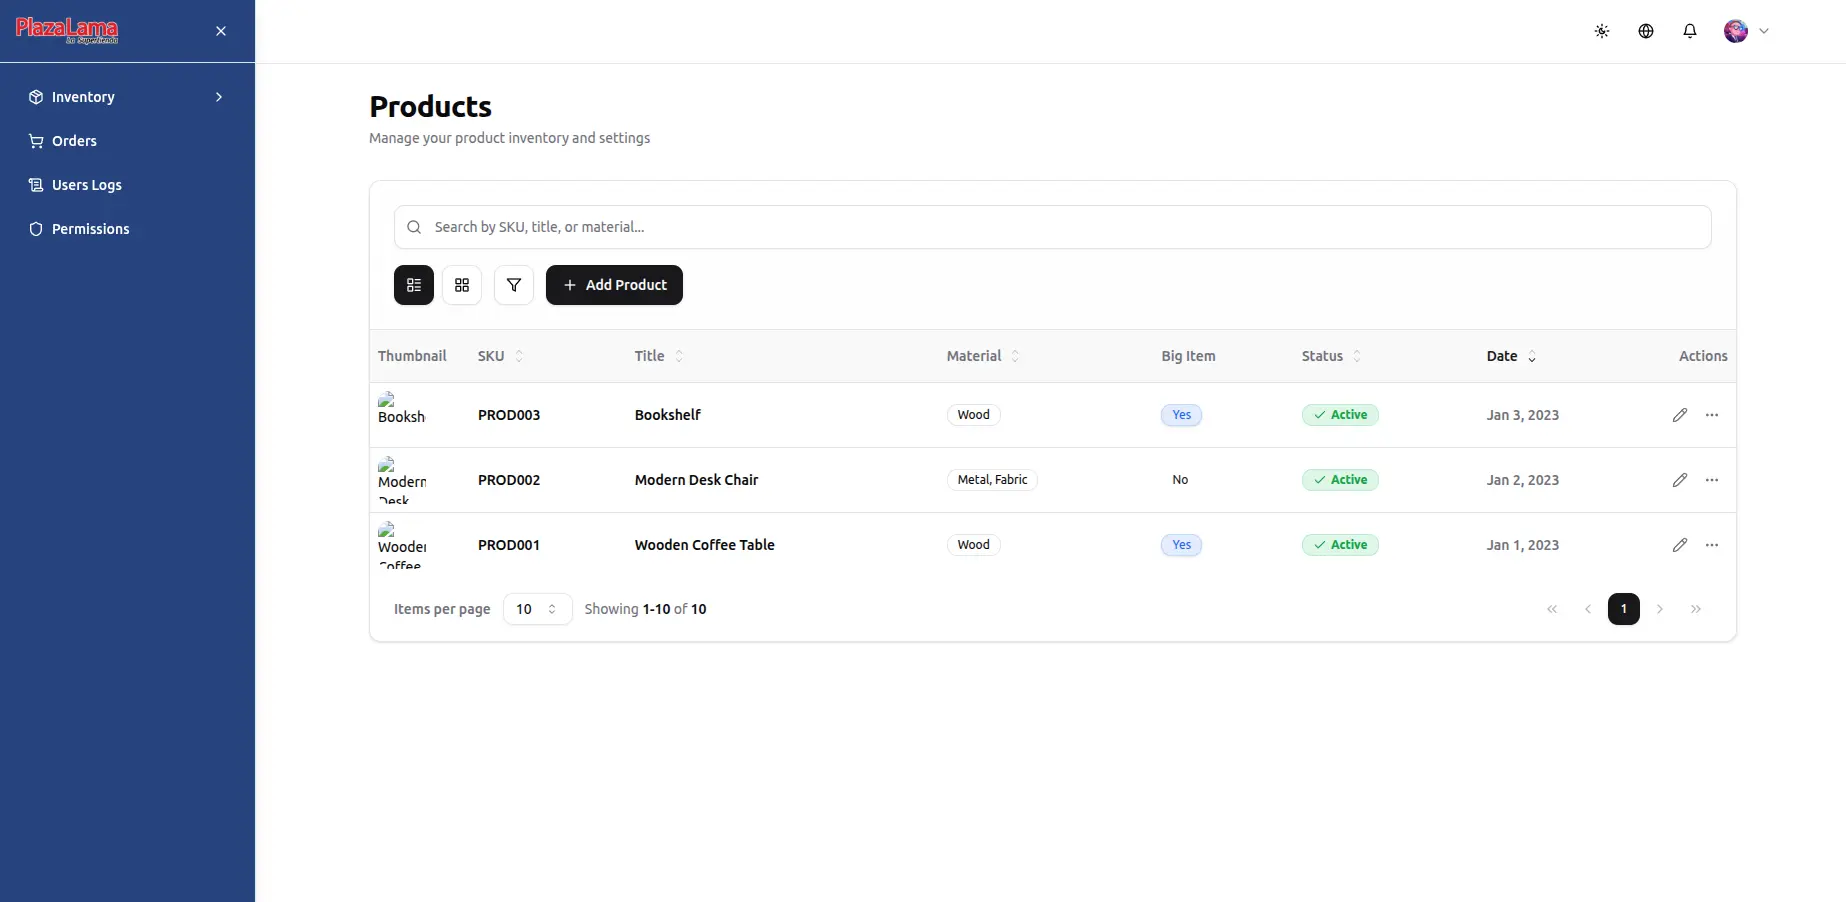 PlazaLama
La Supertienda
Inventory
Orders
Users Logs
Permissions
Products
Manage your product inventory and settings
Search by SKU, title, or material...
Add Product
Thumbnail SKU Title Material Big Item Status Date Actions
Booksh PROD003 Bookshelf Wood Yes Active Jan 3, 2023
Modern
Desk
PROD002 Modern Desk Chair Metal, Fabric No Active Jan 2, 2023
Wooden
Coffee
PROD001 Wooden Coffee Table Wood Yes Active Jan 1, 2023
Items per page 10 Showing 1-10 of 10
1